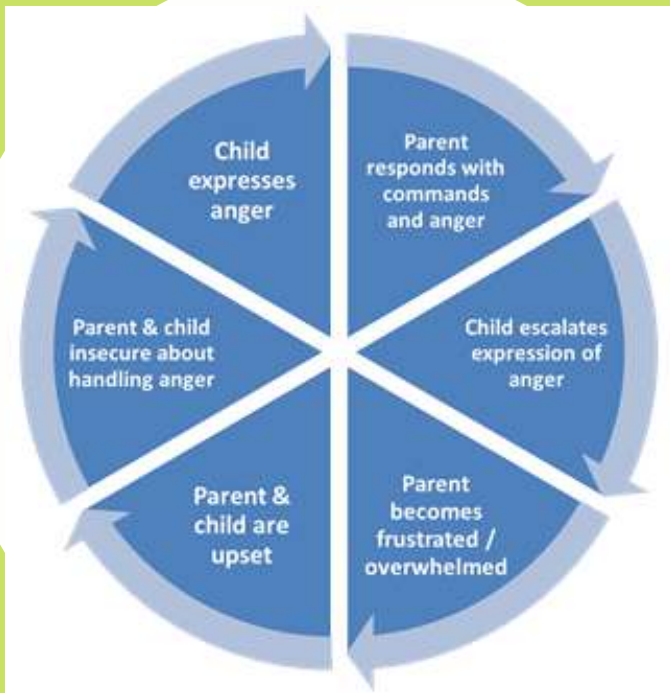 Child
expresses
anger
Parent
responds with
commands
and anger
Child escalates
expression of
anger
Parent
becomes
frustrated /
overwhelmed
Parent &
child are
upset
Parent & child
insecure about
handling anger